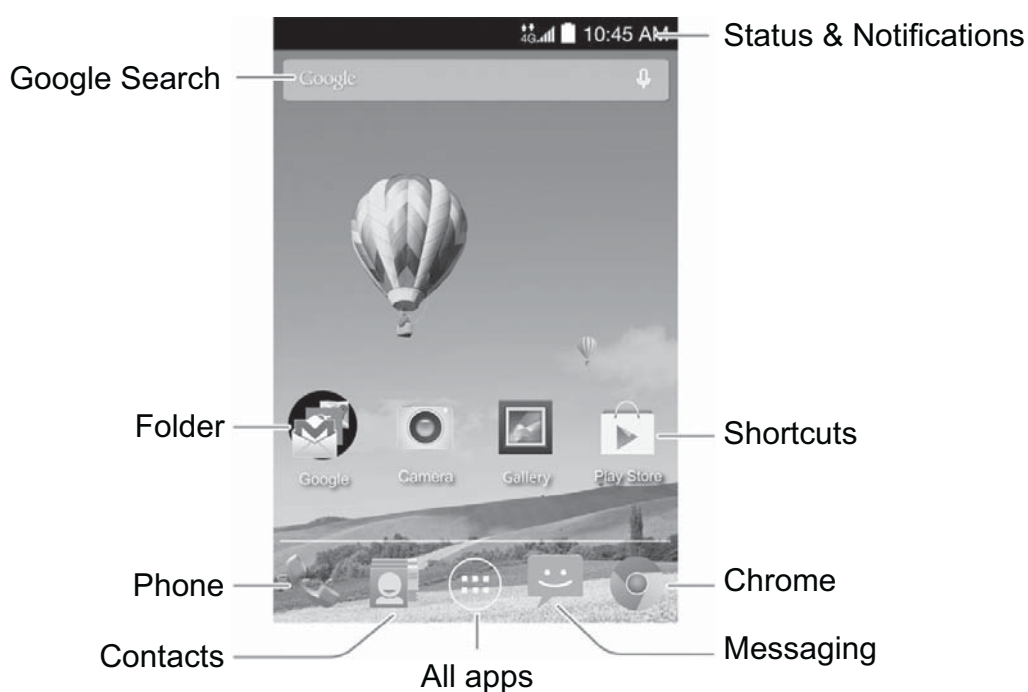 4G 10:45 AM
Status & Notifications
Google Search
Google
Folder
Shortcuts
Google
Camera
Gallery
Play Store
Phone
Chrome
Contacts
Messaging
All apps